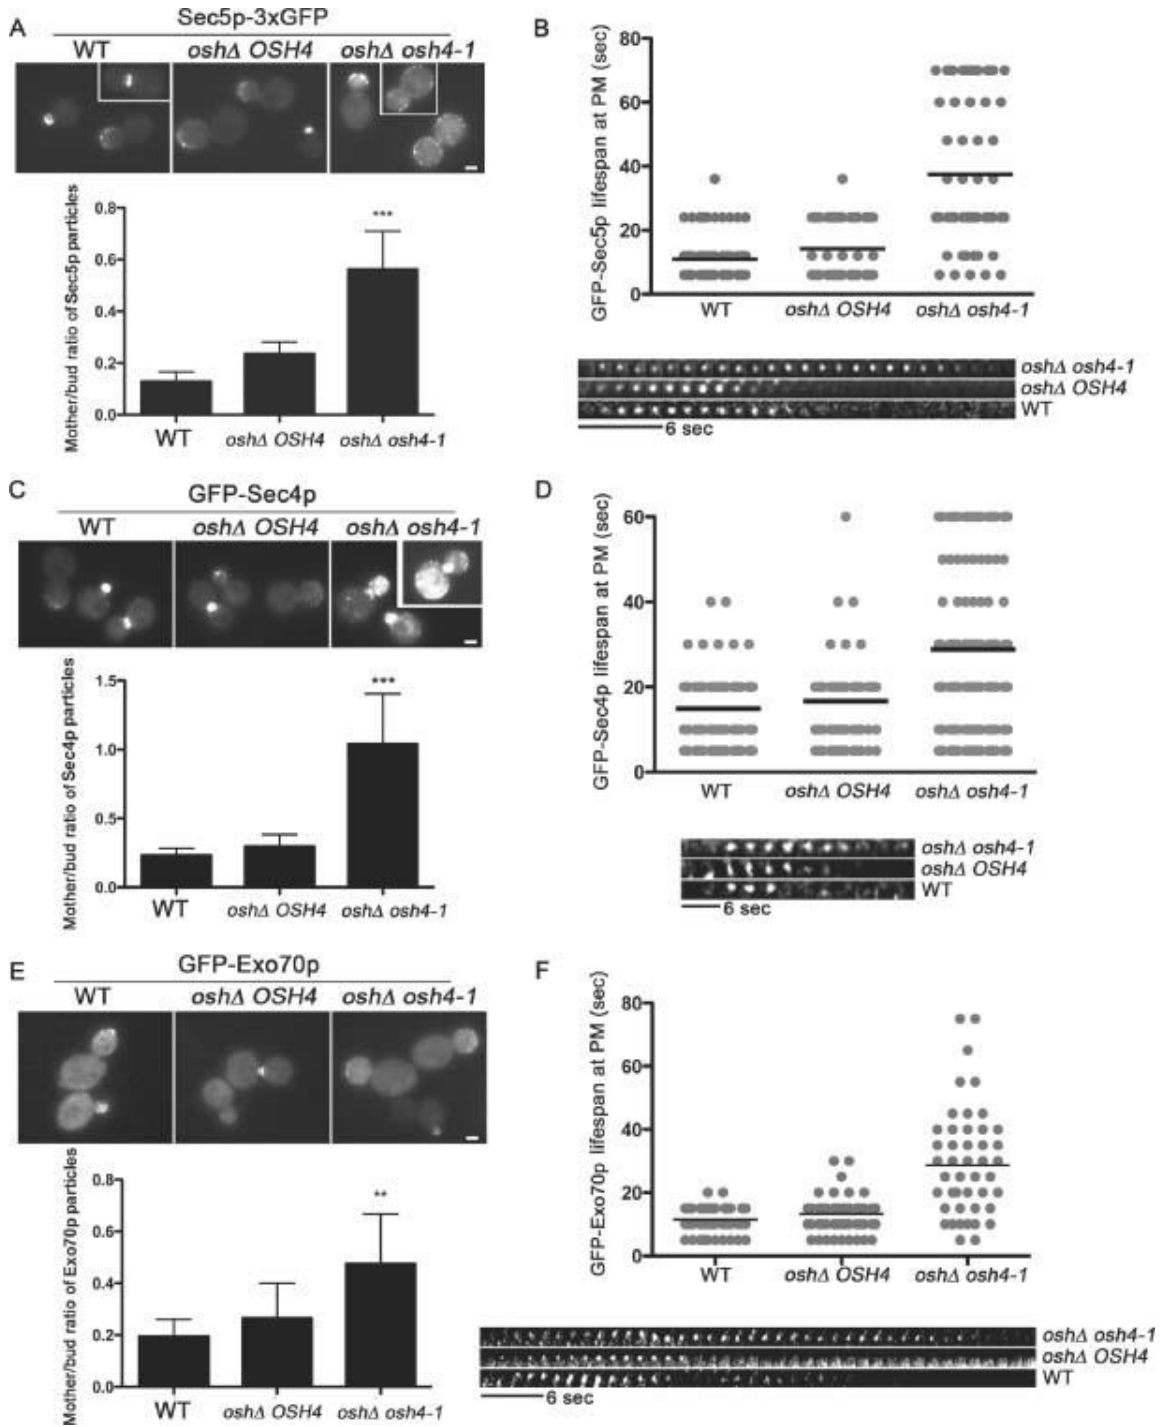 A
Sec5p-3xGFP
WT oshΔ OSH4 oshΔ osh4-1
Mother/bud ratio of Sec5p particles
0.8
0.6
0.4
0.2
0.0
***
WT oshΔ OSH4 oshΔ osh4-1
B
GFP-Sec5p lifespan at PM (sec)
80
60
40
20
0
WT oshΔ OSH4 oshΔ osh4-1
oshΔ osh4-1
oshΔ OSH4
WT
6 sec
C
GFP-Sec4p
WT oshΔ OSH4 oshΔ osh4-1
Mother/bud ratio of Sec4p particles
1.5
1.0
0.5
0.0
***
WT oshΔ OSH4 oshΔ osh4-1
D
GFP-Sec4p lifespan at PM (sec)
60
40
20
0
WT oshΔ OSH4 oshΔ osh4-1
oshΔ osh4-1
oshΔ OSH4
WT
6 sec
E
GFP-Exo70p
WT oshΔ OSH4 oshΔ osh4-1
Mother/bud ratio of Exo70p particles
0.8
0.6
0.4
0.2
0.0
**
WT oshΔ OSH4 oshΔ osh4-1
F
GFP-Exo70p lifespan at PM (sec)
80
60
40
20
0
WT oshΔ OSH4 oshΔ osh4-1
oshΔ osh4-1
oshΔ OSH4
WT
6 sec